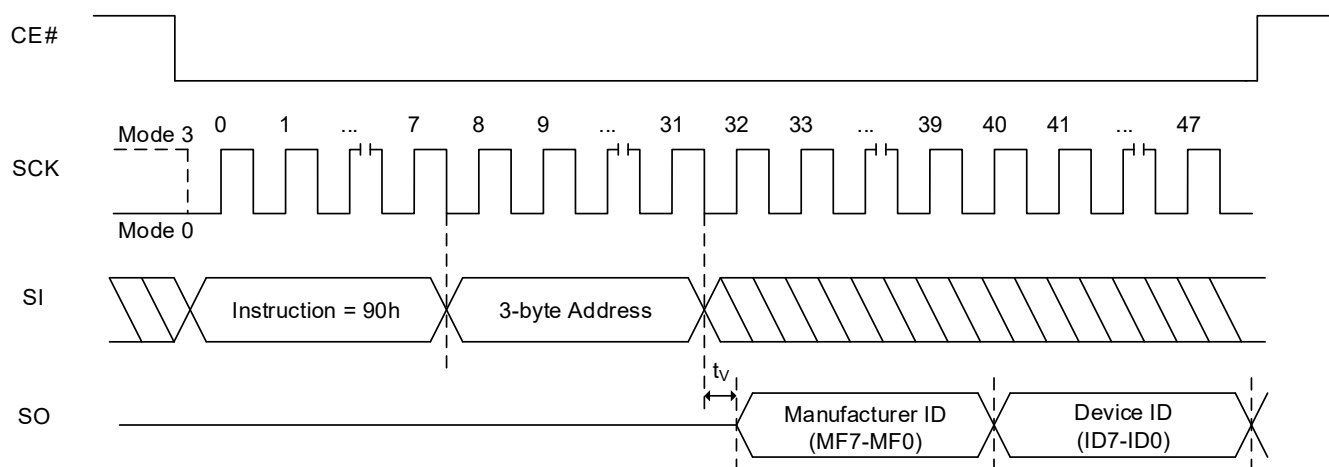 CE#
Mode 3
0 1 ... 7 8 9 ... 31 32 33 ... 39 40 41 ... 47
SCK
Mode 0
SI
Instruction = 90h
3-byte Address
tV
SO
Manufacturer ID
(MF7-MF0)
Device ID
(ID7-ID0)